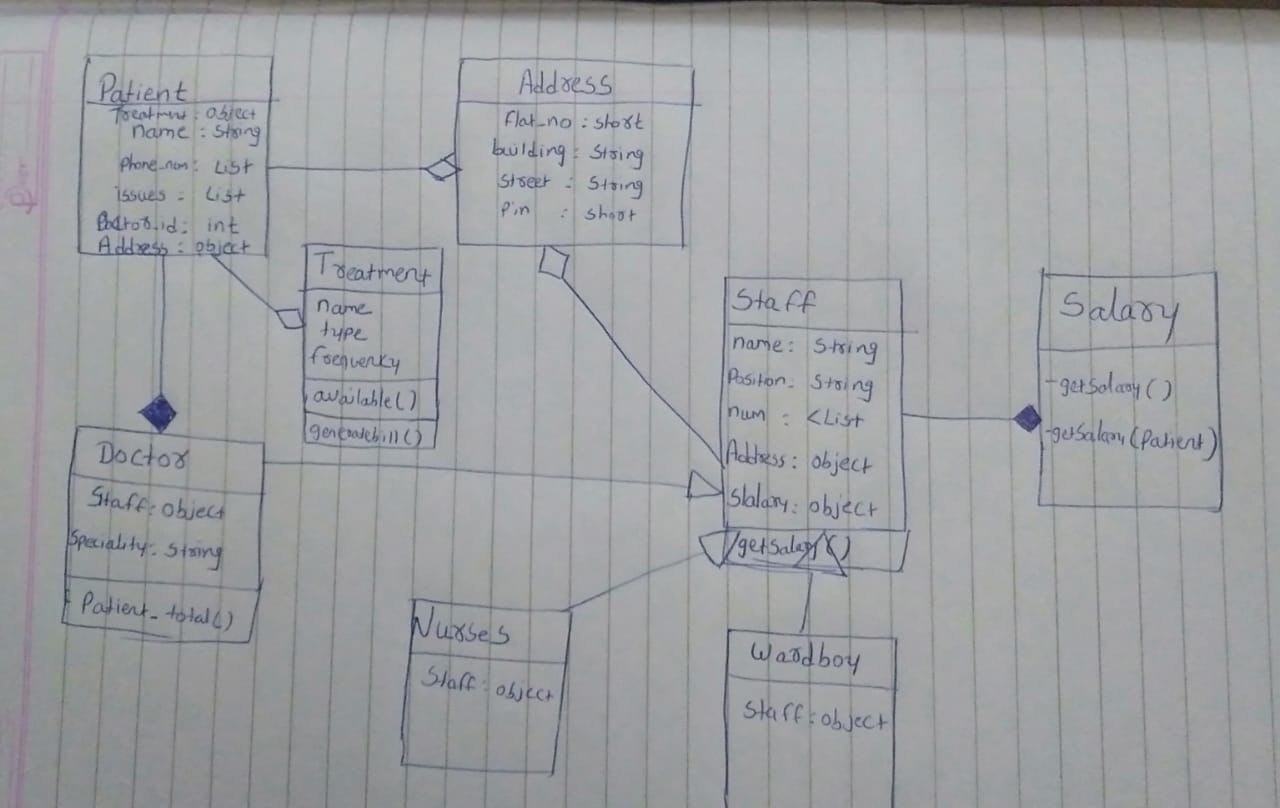 Patient
Treatmen : Object
name : String
Phone_num : List
issues : List
Doctor_id : int
Address : object
Address
flat_no : short
building : String
Street : String
Pin : short
Treatment
name
type
frequency
available()
generatebill()
Staff
name : String
Position : String
num : <List
Address : object
Slalary : object
getSalary()
Salary
-getSalary()
-getSalary(Patient)
Doctor
Staff : Object
Speciality : String
Patient_total()
Nurses
Staff : object
Wardboy
Staff : object